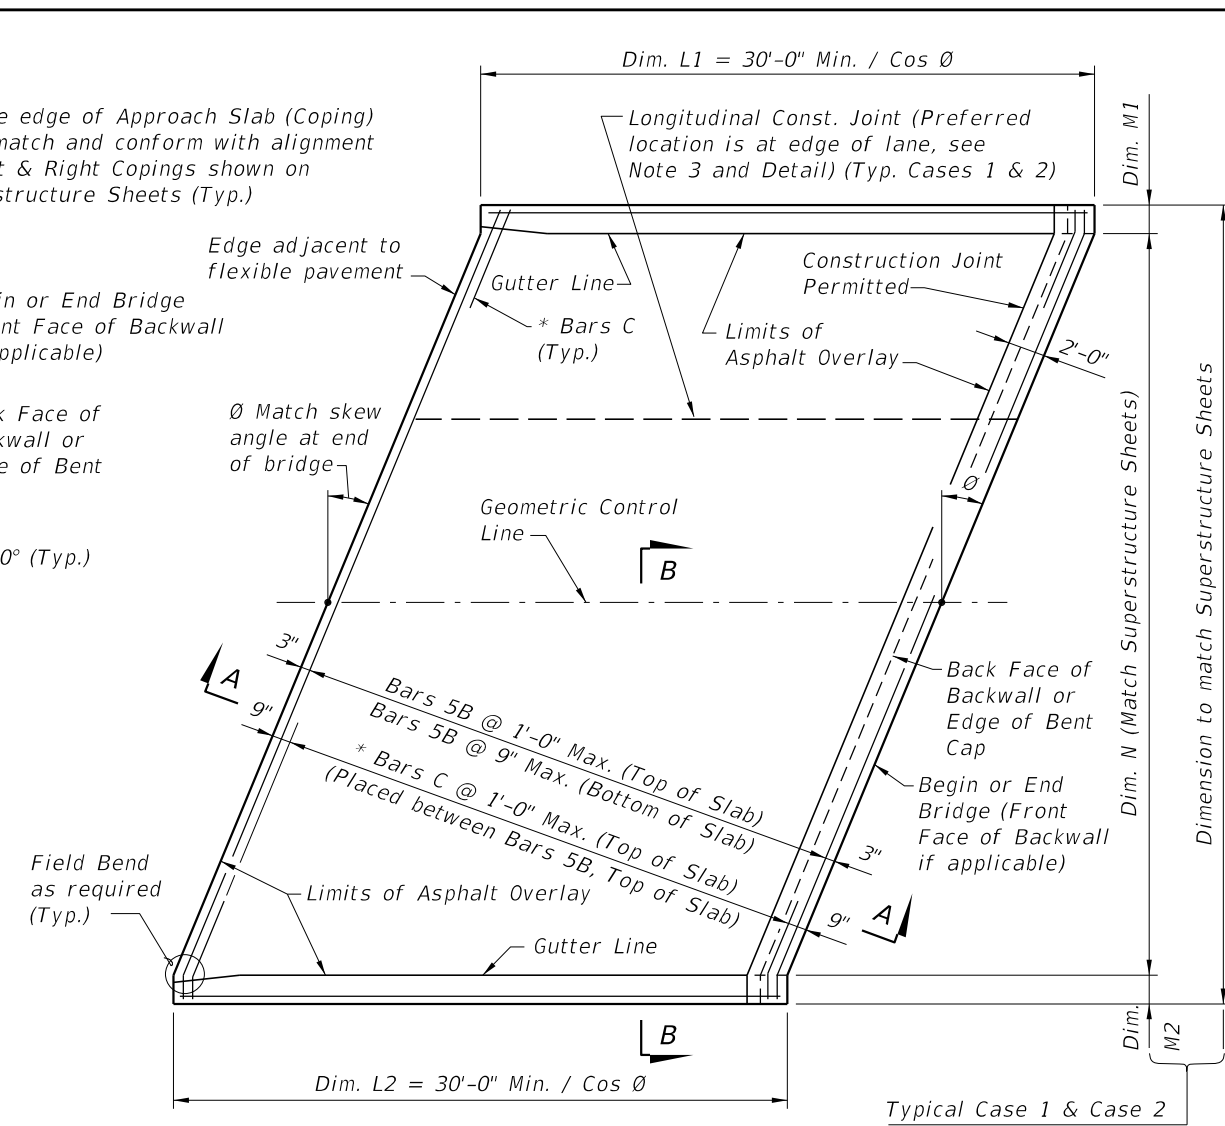 Dim. L1 = 30'-0" Min. / Cos Ø
e edge of Approach Slab (Coping)
match and conform with alignment
t & Right Copings shown on
structure Sheets (Typ.)
Longitudinal Const. Joint (Preferred
location is at edge of lane, see
Note 3 and Detail) (Typ. Cases 1 & 2)
Dim. M1
Edge adjacent to
flexible pavement
Gutter Line
Construction Joint
Permitted
in or End Bridge
nt Face of Backwall
applicable)
* Bars C
(Typ.)
Limits of
Asphalt Overlay
2'-0"
k Face of
kwall or
e of Bent
Ø Match skew
angle at end
of bridge
Ø
Geometric Control
Line
B
0° (Typ.)
Dim. N (Match Superstructure Sheets)
Dimension to match Superstructure Sheets
3"
A
9"
Bars 5B @ 1'-0" Max. (Top of Slab)
Bars 5B @ 9" Max. (Bottom of Slab)
* Bars C @ 1'-0" Max. (Top of Slab)
(Placed between Bars 5B, Top of Slab)
Back Face of
Backwall or
Edge of Bent
Cap
Begin or End
Bridge (Front
Face of Backwall
if applicable)
3"
9"
A
Field Bend
as required
(Typ.)
Limits of Asphalt Overlay
Gutter Line
B
Dim.
M2
Dim. L2 = 30'-0" Min. / Cos Ø
Typical Case 1 & Case 2